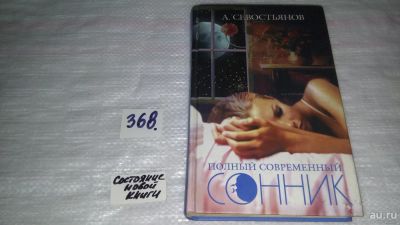 А. СЕВОСТЬЯНОВ
368.
СОСТОЯНИЕ
НОВОЙ
КНИГИ
ПОЛНЫЙ СОВРЕМЕННЫЙ
СОННИК
au.ru